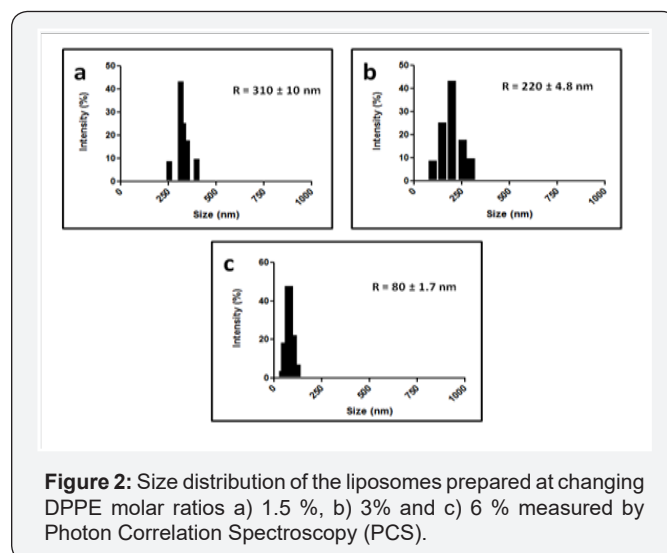 a
R = 310 ± 10 nm
Intensity (%)
50
40
30
20
10
0
0
250
500
750
1000
Size (nm)
b
R = 220 ± 4.8 nm
Intensity (%)
50
40
30
20
10
0
0
250
500
750
1000
Size (nm)
c
R = 80 ± 1.7 nm
Intensity (%)
60
40
20
0
0
250
500
750
1000
Size (nm)
Figure 2: Size distribution of the liposomes prepared at changing
DPPE molar ratios a) 1.5 %, b) 3% and c) 6 % measured by
Photon Correlation Spectroscopy (PCS).